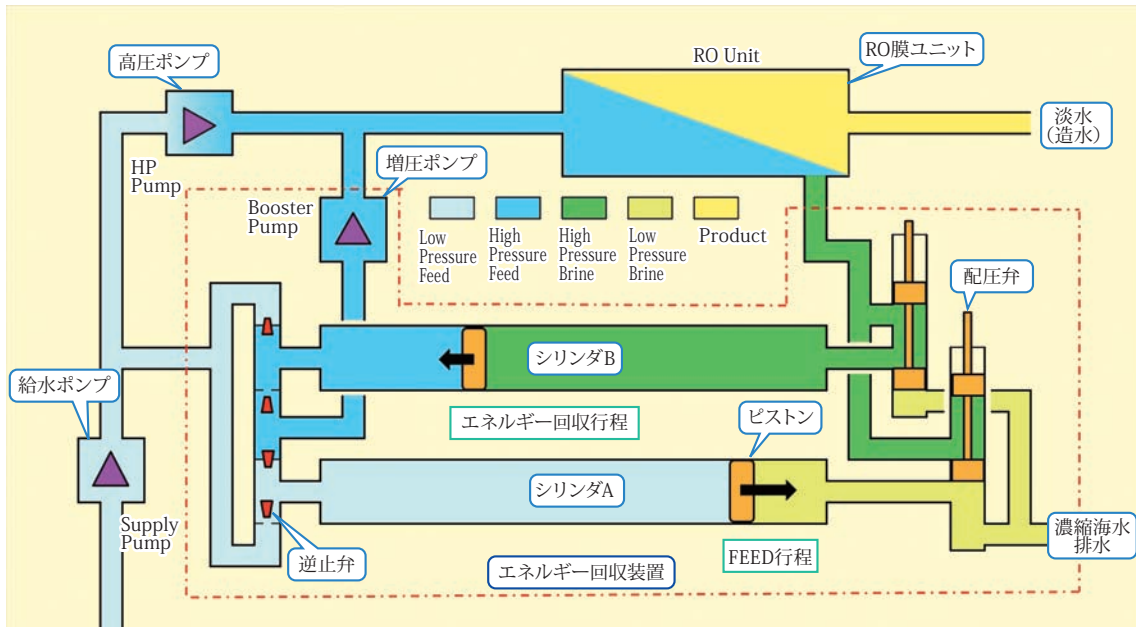 高圧ポンプ
RO Unit
RO膜ユニット
淡水
（造水）
HP
Pump
増圧ポンプ
Booster
Pump
Low
Pressure
Feed
High
Pressure
Feed
High
Pressure
Brine
Low
Pressure
Brine
Product
配圧弁
シリンダB
給水ポンプ
エネルギー回収行程
ピストン
シリンダA
Supply
Pump
逆止弁
FEED行程
濃縮海水
排水
エネルギー回収装置